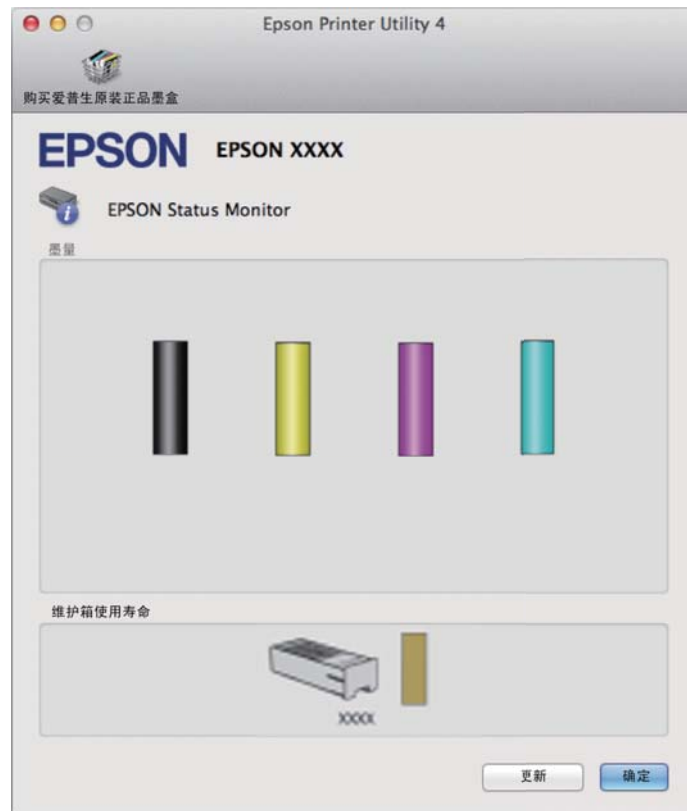 Epson Printer Utility 4
购买爱普生原装正品墨盒
EPSON EPSON XXXX
EPSON Status Monitor
墨量
维护箱使用寿命
XXXX
更新 确定